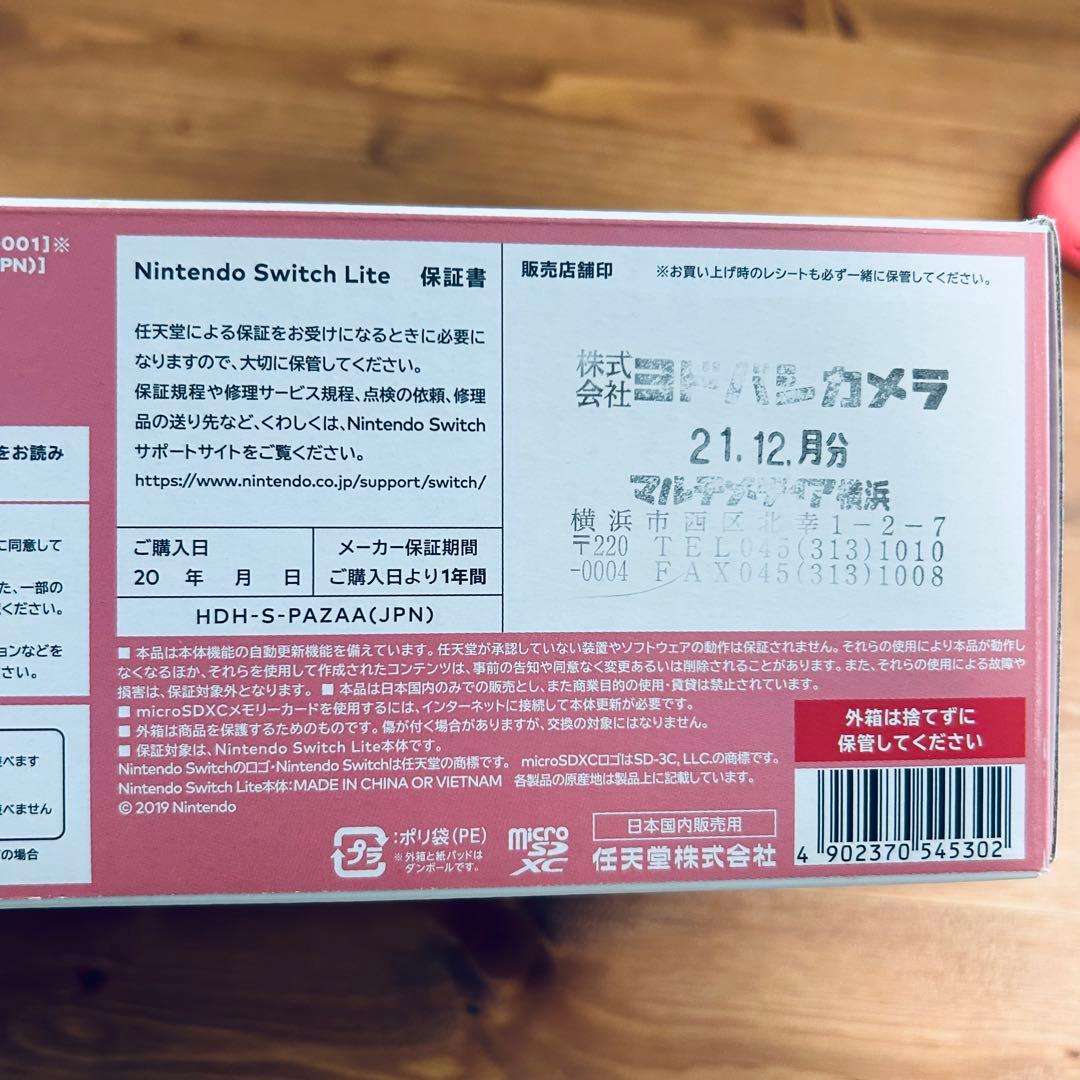 001]※
PN)]
をお読み
に同意して
た、一部の
ください。
ョンなどを
さい。
べます
べません
の場合
Nintendo Switch Lite 保証書
任天堂による保証をお受けになるときに必要に
なりますので、大切に保管してください。
保証規程や修理サービス規程、点検の依頼、修理
品の送り先など、くわしくは、Nintendo Switch
サポートサイトをご覧ください。
https://www.nintendo.co.jp/support/switch/
ご購入日
20 年 月 日
メーカー保証期間
ご購入日より1年間
HDH-S-PAZAA(JPN)
販売店舗印 ※お買い上げ時のレシートも必ず一緒に保管してください。
株式会社ヨドバシカメラ
21.12.月分
マルチメディア横浜
横浜市西区北幸1-2-7
〒220 TEL045(313)1010
-0004 FAX045(313)1008
■ 本品は本体機能の自動更新機能を備えています。任天堂が承認していない装置やソフトウェアの動作は保証されません。それらの使用により本品が動作し
なくなるほか、それらを使用して作成されたコンテンツは、事前の告知や同意なく変更あるいは削除されることがあります。また、それらの使用による故障や
損害は、保証対象外となります。 ■ 本品は日本国内のみでの販売とし、また商業目的の使用・賃貸は禁止されています。
■ microSDXCメモリーカードを使用するには、インターネットに接続して本体更新が必要です。
■ 外箱は商品を保護するためのものです。傷が付く場合がありますが、交換の対象にはなりません。
■ 保証対象は、Nintendo Switch Lite本体です。
Nintendo Switchのロゴ・Nintendo Switchは任天堂の商標です。 microSDXCロゴはSD-3C, LLC.の商標です。
Nintendo Switch Lite本体:MADE IN CHINA OR VIETNAM 各製品の原産地は製品上に記載しています。
© 2019 Nintendo
外箱は捨てずに
保管してください
プラ
:ポリ袋(PE)
※外箱と紙パッドは
ダンボールです。
micro
SD
XC
日本国内販売用
任天堂株式会社
4 902370 545302